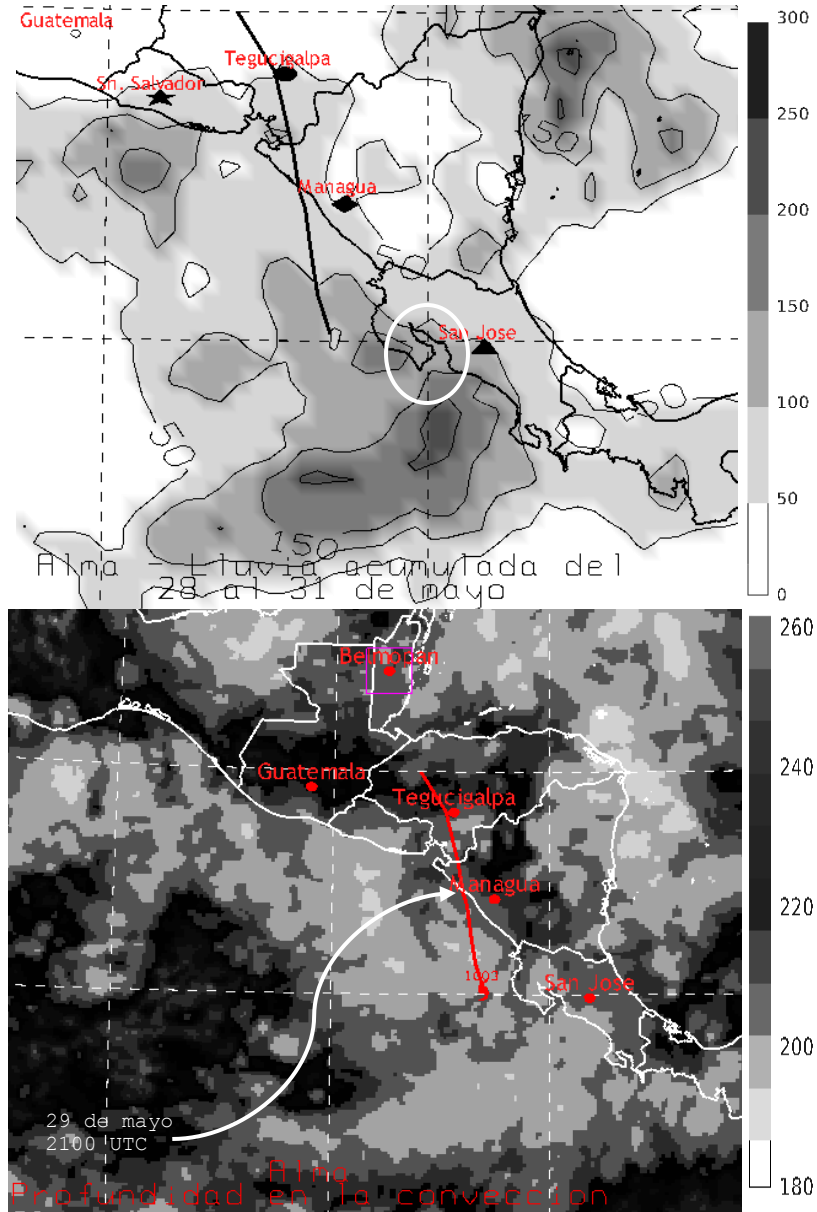 Guatemala
Tegucigalpa
Sn. Salvador
Managua
San Jose
50
50
150
300
250
200
150
100
50
0
Alma - Lluvia acumulada del
28 al 31 de mayo
Belmopan
Guatemala
Tegucigalpa
Managua
1003
San Jose
260
240
220
200
180
29 de mayo
2100 UTC
Alma
Profundidad en la conveccion